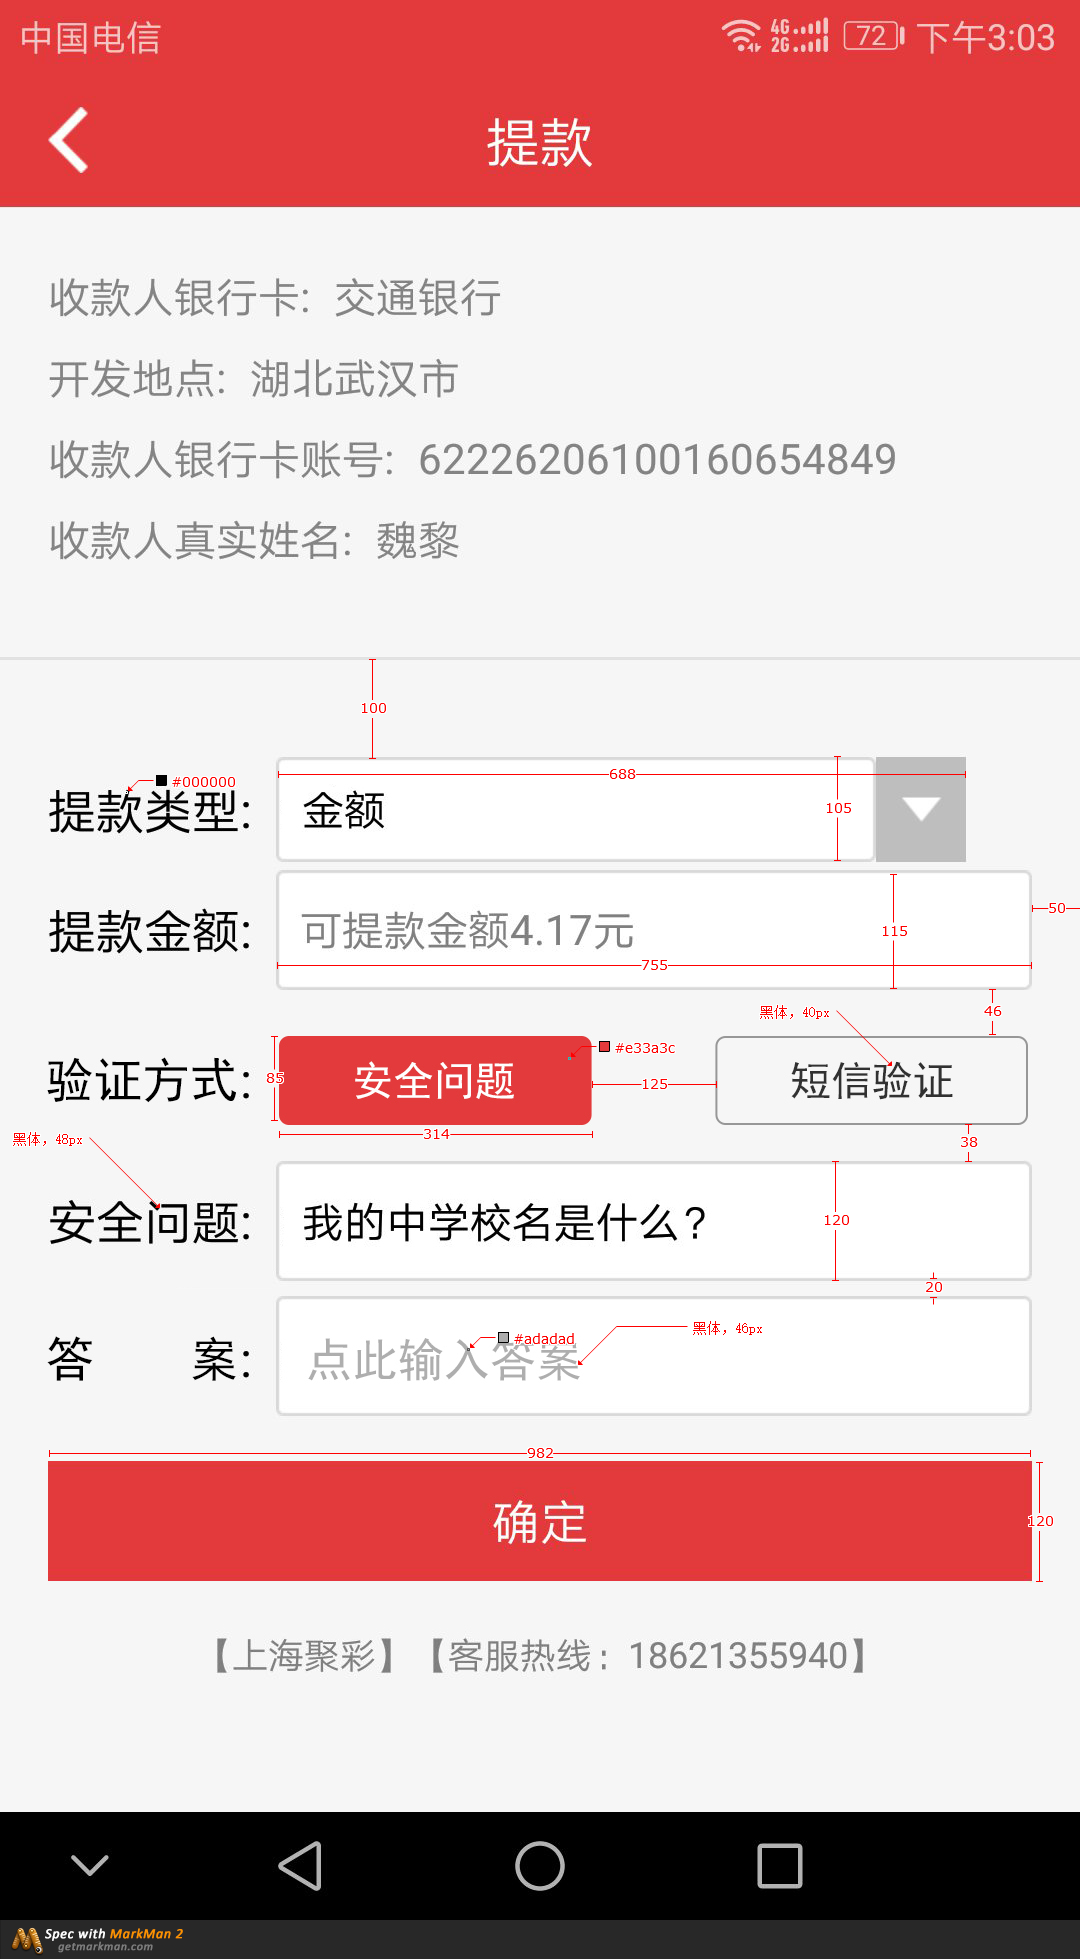 中国电信 4G 2G 72 下午3:03
提款
收款人银行卡: 交通银行
开发地点: 湖北武汉市
收款人银行卡账号: 62226206100160654849
收款人真实姓名: 魏黎
100
#000000
688
提款类型: 金额
105
提款金额: 可提款金额4.17元
50
115
755
46
黑体, 40px
验证方式: 安全问题 短信验证
#e33a3c
85
125
314
38
黑体, 48px
安全问题: 我的中学校名是什么?
120
20
#adadad
黑体, 46px
答 案: 点此输入答案
982
确定
120
【上海聚彩】【客服热线: 18621355940】
Spec with MarkMan 2
getmarkman.com